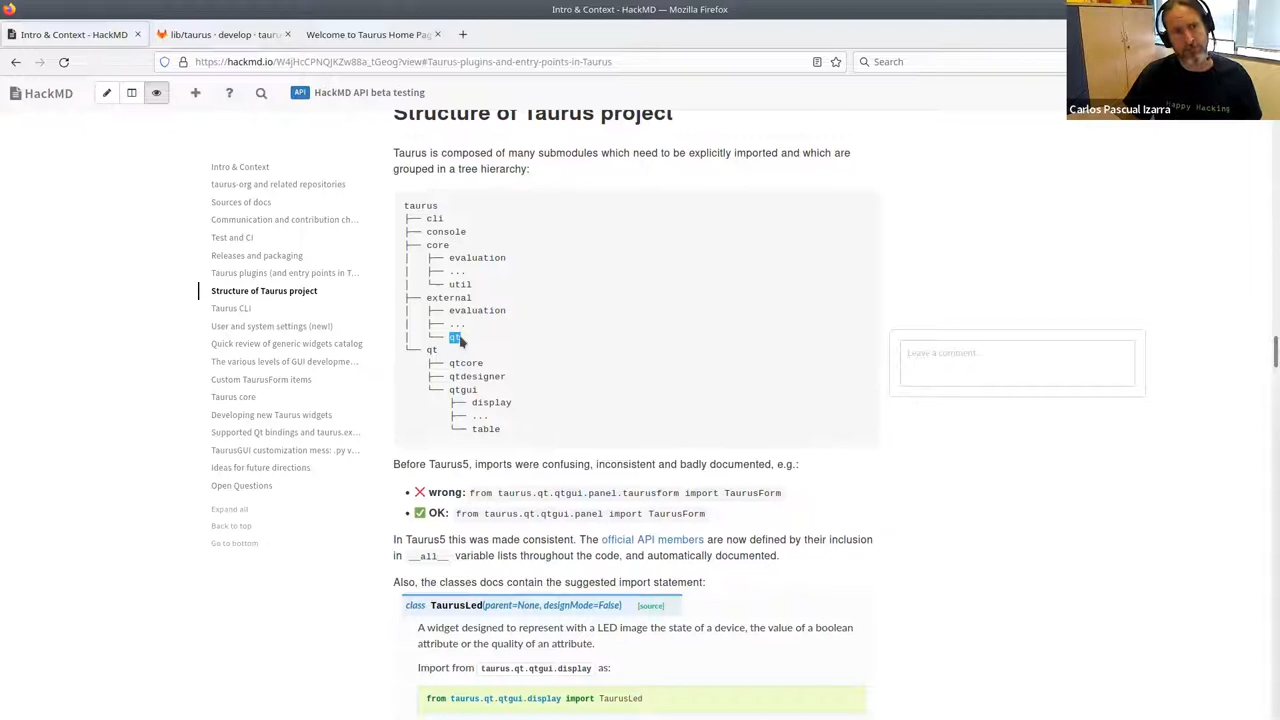 Intro & Context - HackMD — Mozilla Firefox
Intro & Context - HackMD
lib/taurus · develop · taur
Welcome to Taurus Home Pag
https://hackmd.io/W4jHcCPNQJKZw88a_tGeog?view#Taurus-plugins-and-entry-points-in-Taurus
Search
HackMD
API HackMD API beta testing
Happy Hacking
Carlos Pascual Izarra
Structure of Taurus project
Taurus is composed of many submodules which need to be explicitly imported and which are
grouped in a tree hierarchy:
Intro & Context
taurus-org and related repositories
Sources of docs
Communication and contribution ch...
Test and CI
Releases and packaging
Taurus plugins (and entry points in T...
Structure of Taurus project
Taurus CLI
User and system settings (new!)
Quick review of generic widgets catalog
The various levels of GUI developme...
Custom TaurusForm items
Taurus core
Developing new Taurus widgets
Supported Qt bindings and taurus.ex...
TaurusGUI customization mess: .py v...
Ideas for future directions
Open Questions
Expand all
Back to top
Go to bottom
taurus
├── cli
├── console
├── core
│   ├── evaluation
│   ├── ...
│   └── util
├── external
│   ├── evaluation
│   ├── ...
│   └── qt
└── qt
    ├── qtcore
    ├── qtdesigner
    └── qtgui
        ├── display
        ├── ...
        └── table
Leave a comment...
Before Taurus5, imports were confusing, inconsistent and badly documented, e.g.:
• ❌ wrong: from taurus.qt.qtgui.panel.taurusform import TaurusForm
• ✅ OK: from taurus.qt.qtgui.panel import TaurusForm
In Taurus5 this was made consistent. The official API members are now defined by their inclusion
in __all__ variable lists throughout the code, and automatically documented.
Also, the classes docs contain the suggested import statement:
class TaurusLed(parent=None, designMode=False) [source]
A widget designed to represent with a LED image the state of a device, the value of a boolean
attribute or the quality of an attribute.
Import from taurus.qt.qtgui.display as:
from taurus.qt.qtgui.display import TaurusLed